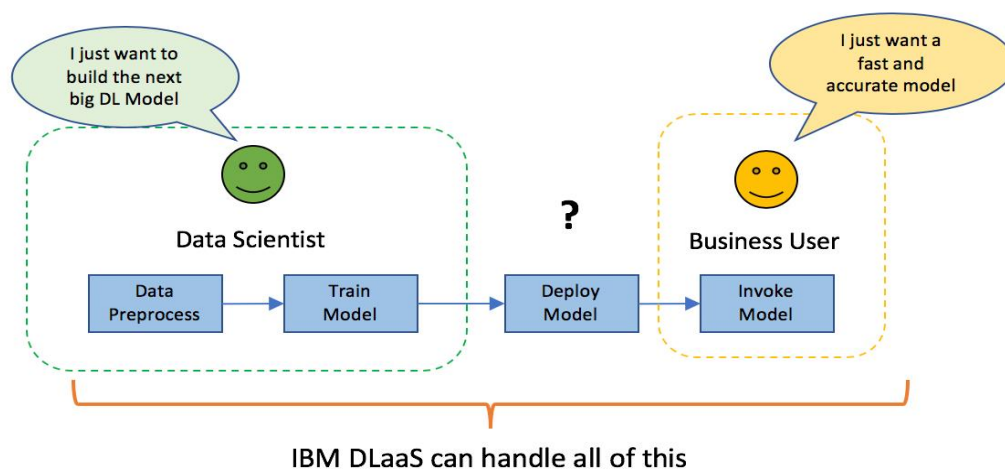 I just want to
build the next
big DL Model
I just want a
fast and
accurate model
?
Data Scientist
Business User
Data
Preprocess
Train
Model
Deploy
Model
Invoke
Model
IBM DLaaS can handle all of this